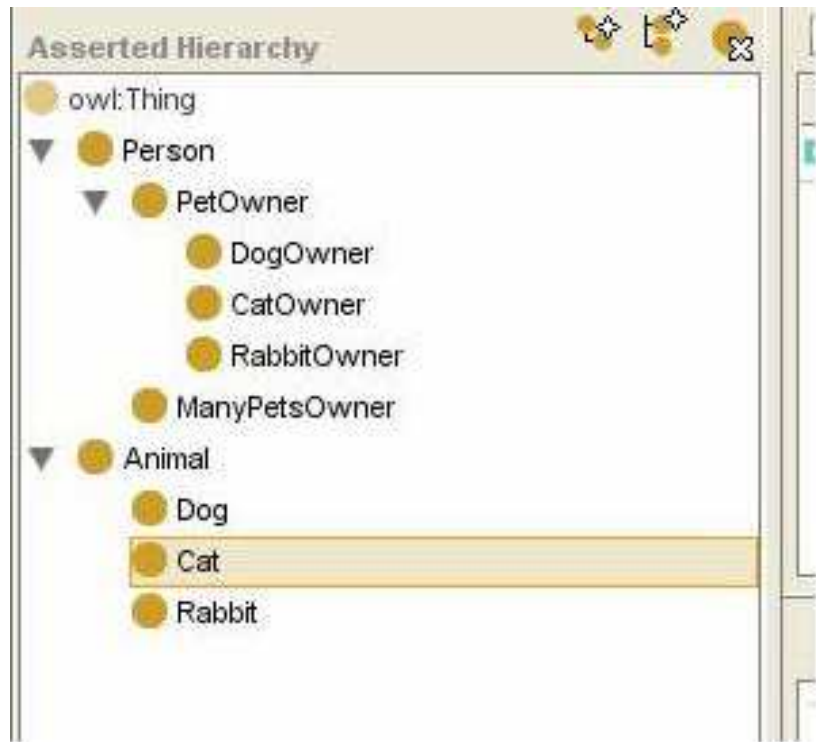 Asserted Hierarchy
owl:Thing
Person
PetOwner
DogOwner
CatOwner
RabbitOwner
ManyPetsOwner
Animal
Dog
Cat
Rabbit